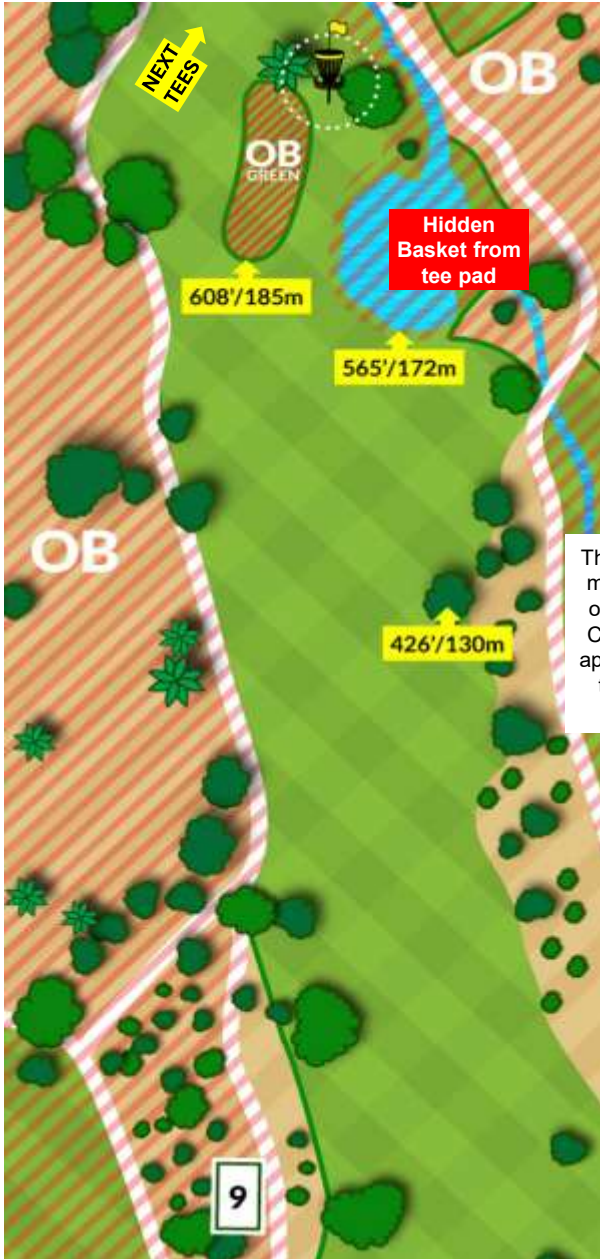 NEXT
TEES
OB
OB
GREEN
Hidden
Basket from
tee pad
608'/185m
565'/172m
OB
426'/130m
9